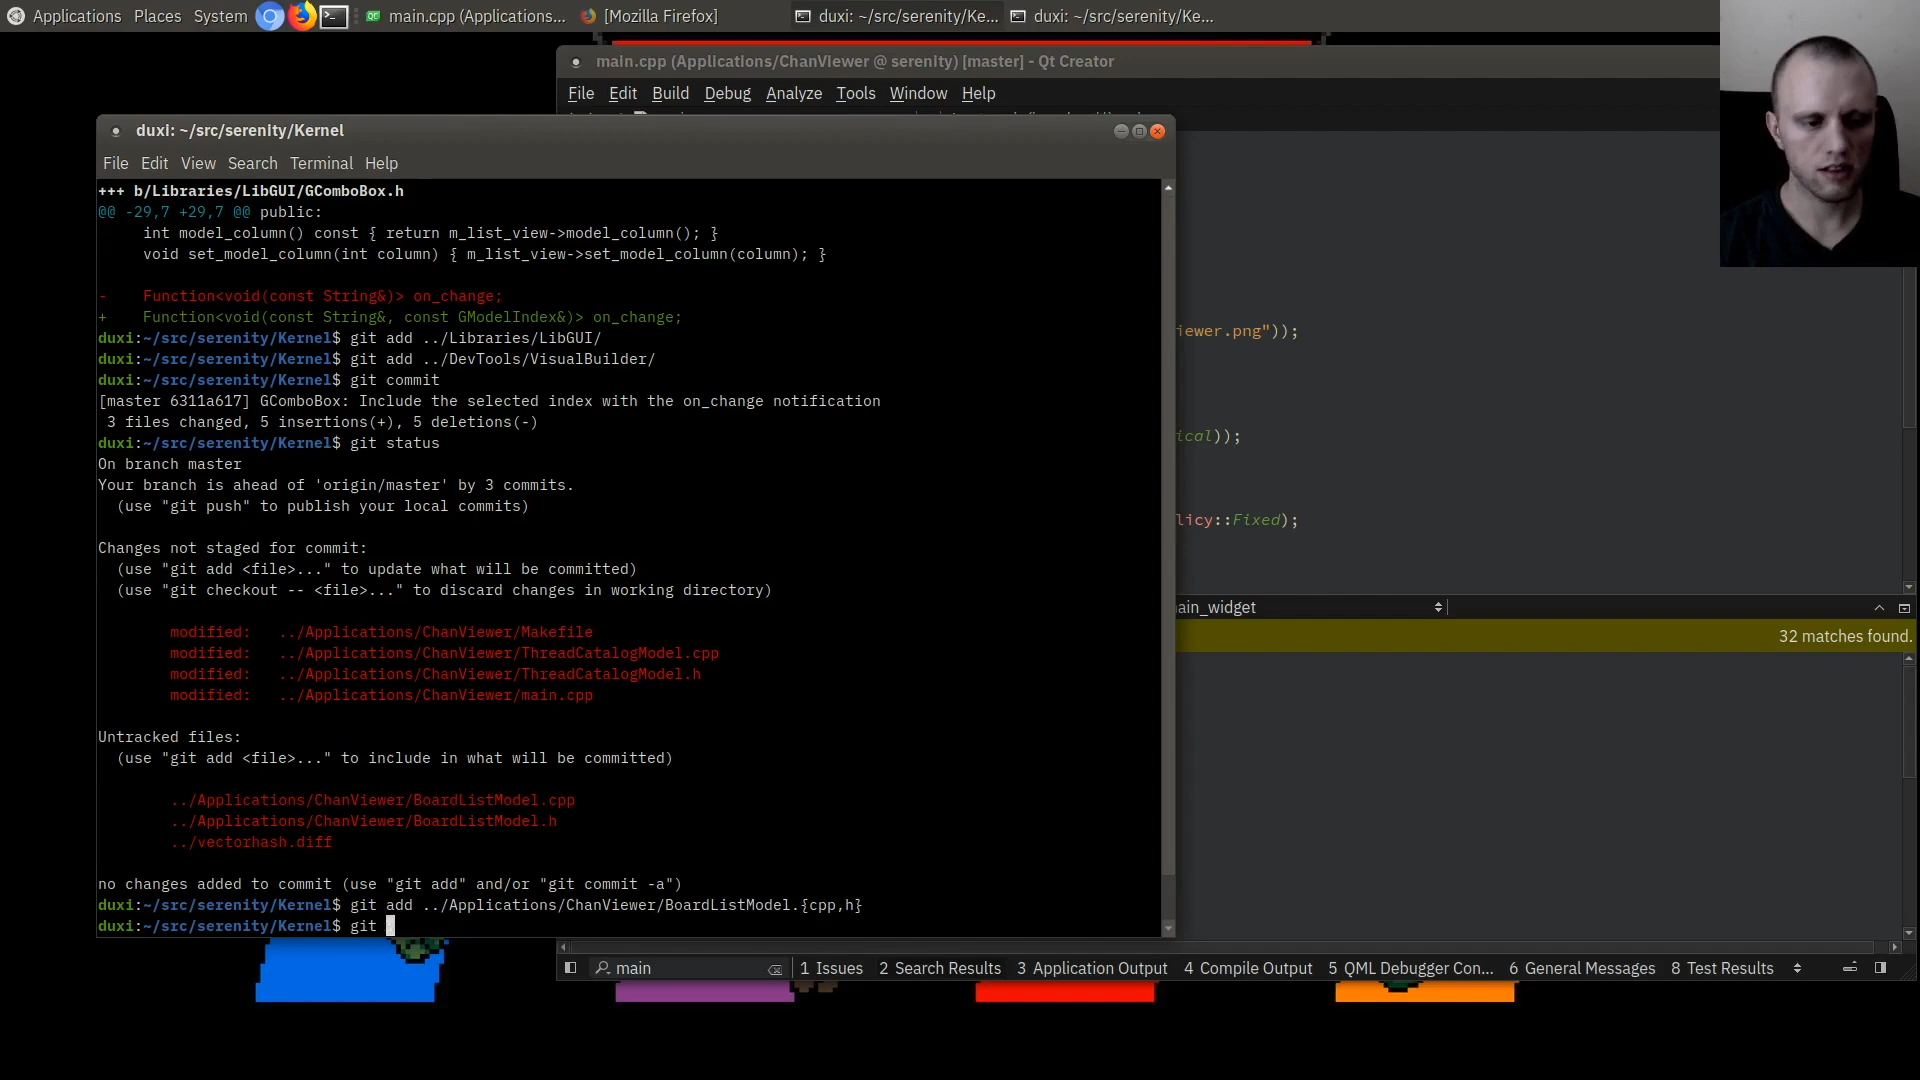 Applications Places System main.cpp (Applications... [Mozilla Firefox] duxi: ~/src/serenity/Ke... duxi: ~/src/serenity/Ke...
main.cpp (Applications/ChanViewer @ serenity) [master] - Qt Creator
File Edit Build Debug Analyze Tools Window Help
duxi: ~/src/serenity/Kernel
File Edit View Search Terminal Help
+++ b/Libraries/LibGUI/GComboBox.h
@@ -29,7 +29,7 @@ public:
int model_column() const { return m_list_view->model_column(); }
void set_model_column(int column) { m_list_view->set_model_column(column); }
- Function<void(const String&)> on_change;
+ Function<void(const String&, const GModelIndex&)> on_change;
duxi:~/src/serenity/Kernel$ git add ../Libraries/LibGUI/
duxi:~/src/serenity/Kernel$ git add ../DevTools/VisualBuilder/
duxi:~/src/serenity/Kernel$ git commit
[master 6311a617] GComboBox: Include the selected index with the on_change notification
3 files changed, 5 insertions(+), 5 deletions(-)
duxi:~/src/serenity/Kernel$ git status
On branch master
Your branch is ahead of 'origin/master' by 3 commits.
(use "git push" to publish your local commits)
Changes not staged for commit:
(use "git add <file>..." to update what will be committed)
(use "git checkout -- <file>..." to discard changes in working directory)
modified: ../Applications/ChanViewer/Makefile
modified: ../Applications/ChanViewer/ThreadCatalogModel.cpp
modified: ../Applications/ChanViewer/ThreadCatalogModel.h
modified: ../Applications/ChanViewer/main.cpp
Untracked files:
(use "git add <file>..." to include in what will be committed)
../Applications/ChanViewer/BoardListModel.cpp
../Applications/ChanViewer/BoardListModel.h
../vectorhash.diff
no changes added to commit (use "git add" and/or "git commit -a")
duxi:~/src/serenity/Kernel$ git add ../Applications/ChanViewer/BoardListModel.{cpp,h}
duxi:~/src/serenity/Kernel$ git
iewer.png"));
ical));
licy::Fixed);
ain_widget
32 matches found.
main 1 Issues 2 Search Results 3 Application Output 4 Compile Output 5 QML Debugger Con... 6 General Messages 8 Test Results